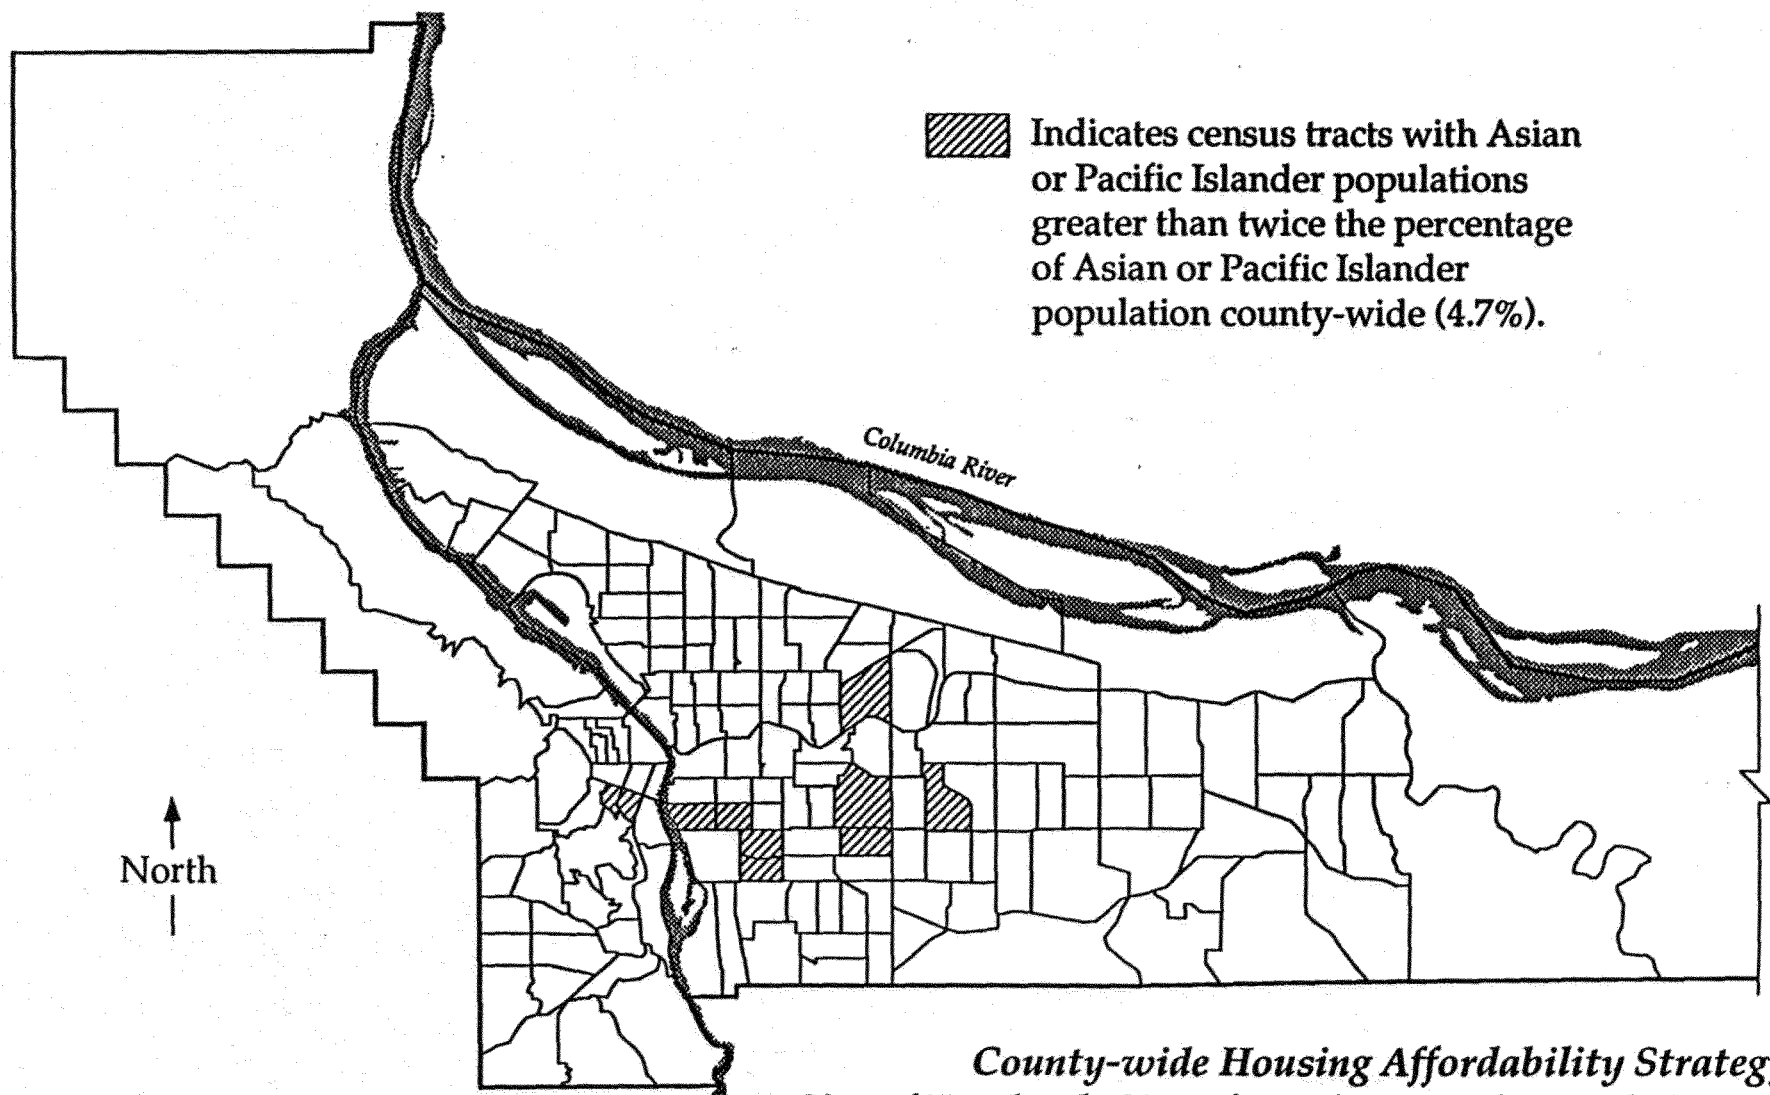 Indicates census tracts with Asian
or Pacific Islander populations
greater than twice the percentage
of Asian or Pacific Islander
population county-wide (4.7%).
Columbia River
North
County-wide Housing Affordability Strategy